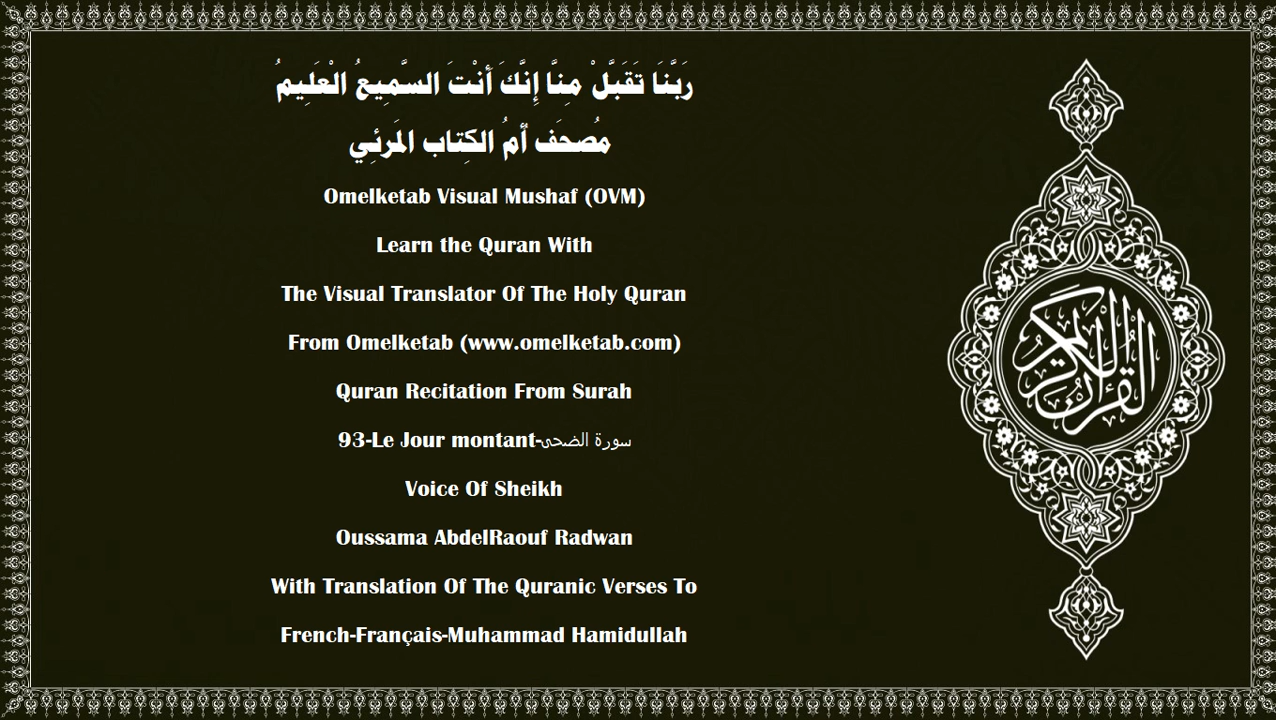 رَبَّنَا تَقَبَّلْ مِنَّا إِنَّكَ أَنْتَ السَّمِيعُ الْعَلِيمُ
مُصحَف أمُ الكِتاب المَرئِي
Omelketab Visual Mushaf (OVM)
Learn the Quran With
The Visual Translator Of The Holy Quran
From Omelketab (www.omelketab.com)
Quran Recitation From Surah
93-Le Jour montant-سورة الضحى
Voice Of Sheikh
Oussama AbdelRaouf Radwan
With Translation Of The Quranic Verses To
French-Français-Muhammad Hamidullah
القرآن الكريم